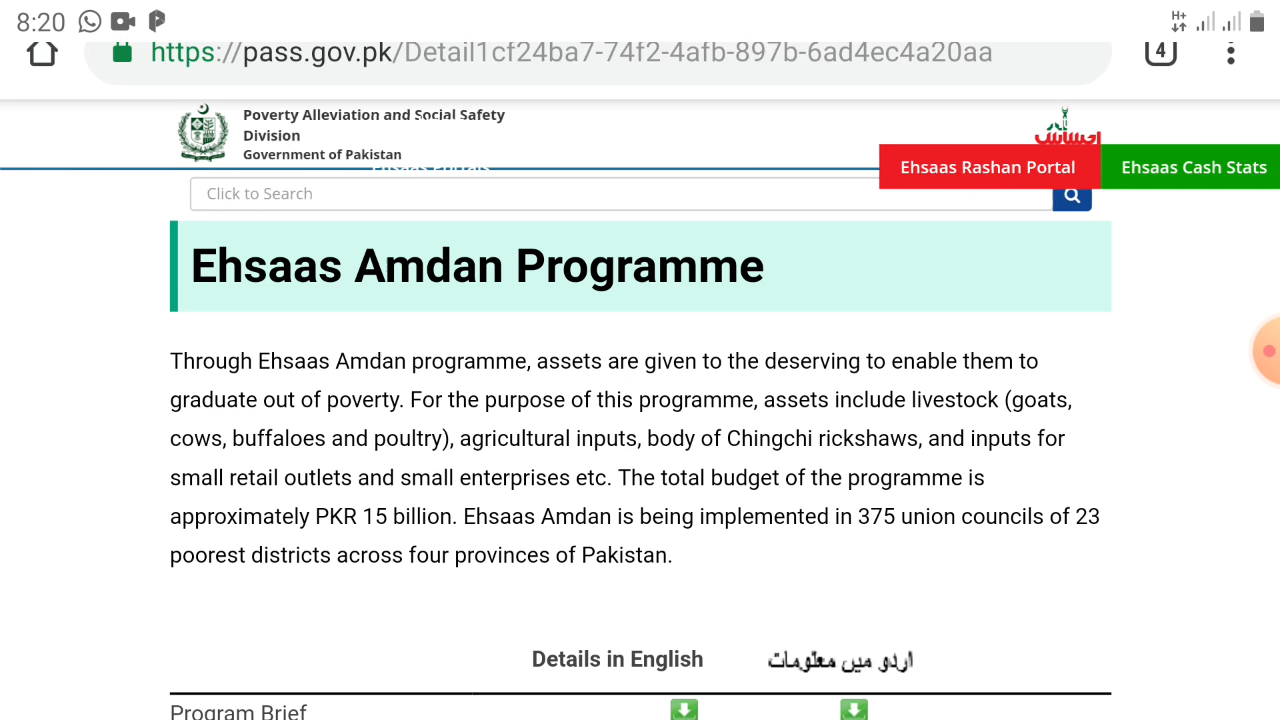 8:20
H+
https://pass.gov.pk/Detail1cf24ba7-74f2-4afb-897b-6ad4ec4a20aa
4
Poverty Alleviation and Social Safety
Division
Government of Pakistan
احساس
Ehsaas Portals
Ehsaas Rashan Portal
Ehsaas Cash Stats
Click to Search
Ehsaas Amdan Programme
Through Ehsaas Amdan programme, assets are given to the deserving to enable them to
graduate out of poverty. For the purpose of this programme, assets include livestock (goats,
cows, buffaloes and poultry), agricultural inputs, body of Chingchi rickshaws, and inputs for
small retail outlets and small enterprises etc. The total budget of the programme is
approximately PKR 15 billion. Ehsaas Amdan is being implemented in 375 union councils of 23
poorest districts across four provinces of Pakistan.
Details in English
اردو میں معلومات
Program Brief